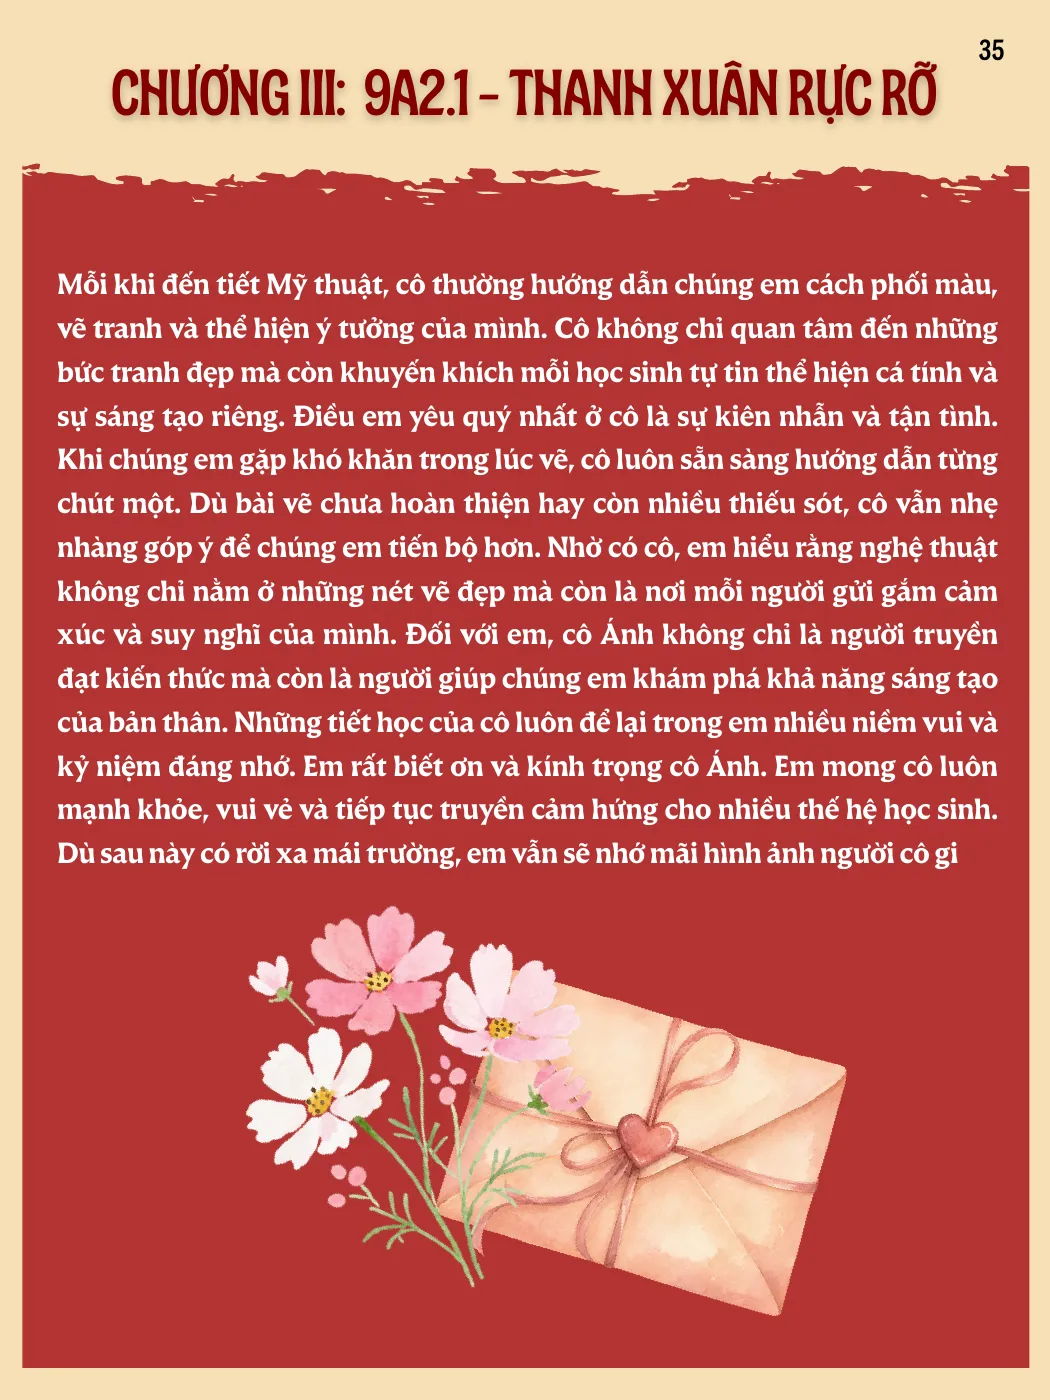 35
CHƯƠNG III: 9A2.1 – THANH XUÂN RỰC RỠ
Mỗi khi đến tiết Mỹ thuật, cô thường hướng dẫn chúng em cách phối màu,
vẽ tranh và thể hiện ý tưởng của mình. Cô không chỉ quan tâm đến những
bức tranh đẹp mà còn khuyến khích mỗi học sinh tự tin thể hiện cá tính và
sự sáng tạo riêng. Điều em yêu quý nhất ở cô là sự kiên nhẫn và tận tình.
Khi chúng em gặp khó khăn trong lúc vẽ, cô luôn sẵn sàng hướng dẫn từng
chút một. Dù bài vẽ chưa hoàn thiện hay còn nhiều thiếu sót, cô vẫn nhẹ
nhàng góp ý để chúng em tiến bộ hơn. Nhờ có cô, em hiểu rằng nghệ thuật
không chỉ nằm ở những nét vẽ đẹp mà còn là nơi mỗi người gửi gắm cảm
xúc và suy nghĩ của mình. Đối với em, cô Ánh không chỉ là người truyền
đạt kiến thức mà còn là người giúp chúng em khám phá khả năng sáng tạo
của bản thân. Những tiết học của cô luôn để lại trong em nhiều niềm vui và
kỷ niệm đáng nhớ. Em rất biết ơn và kính trọng cô Ánh. Em mong cô luôn
mạnh khỏe, vui vẻ và tiếp tục truyền cảm hứng cho nhiều thế hệ học sinh.
Dù sau này có rời xa mái trường, em vẫn sẽ nhớ mãi hình ảnh người cô gi